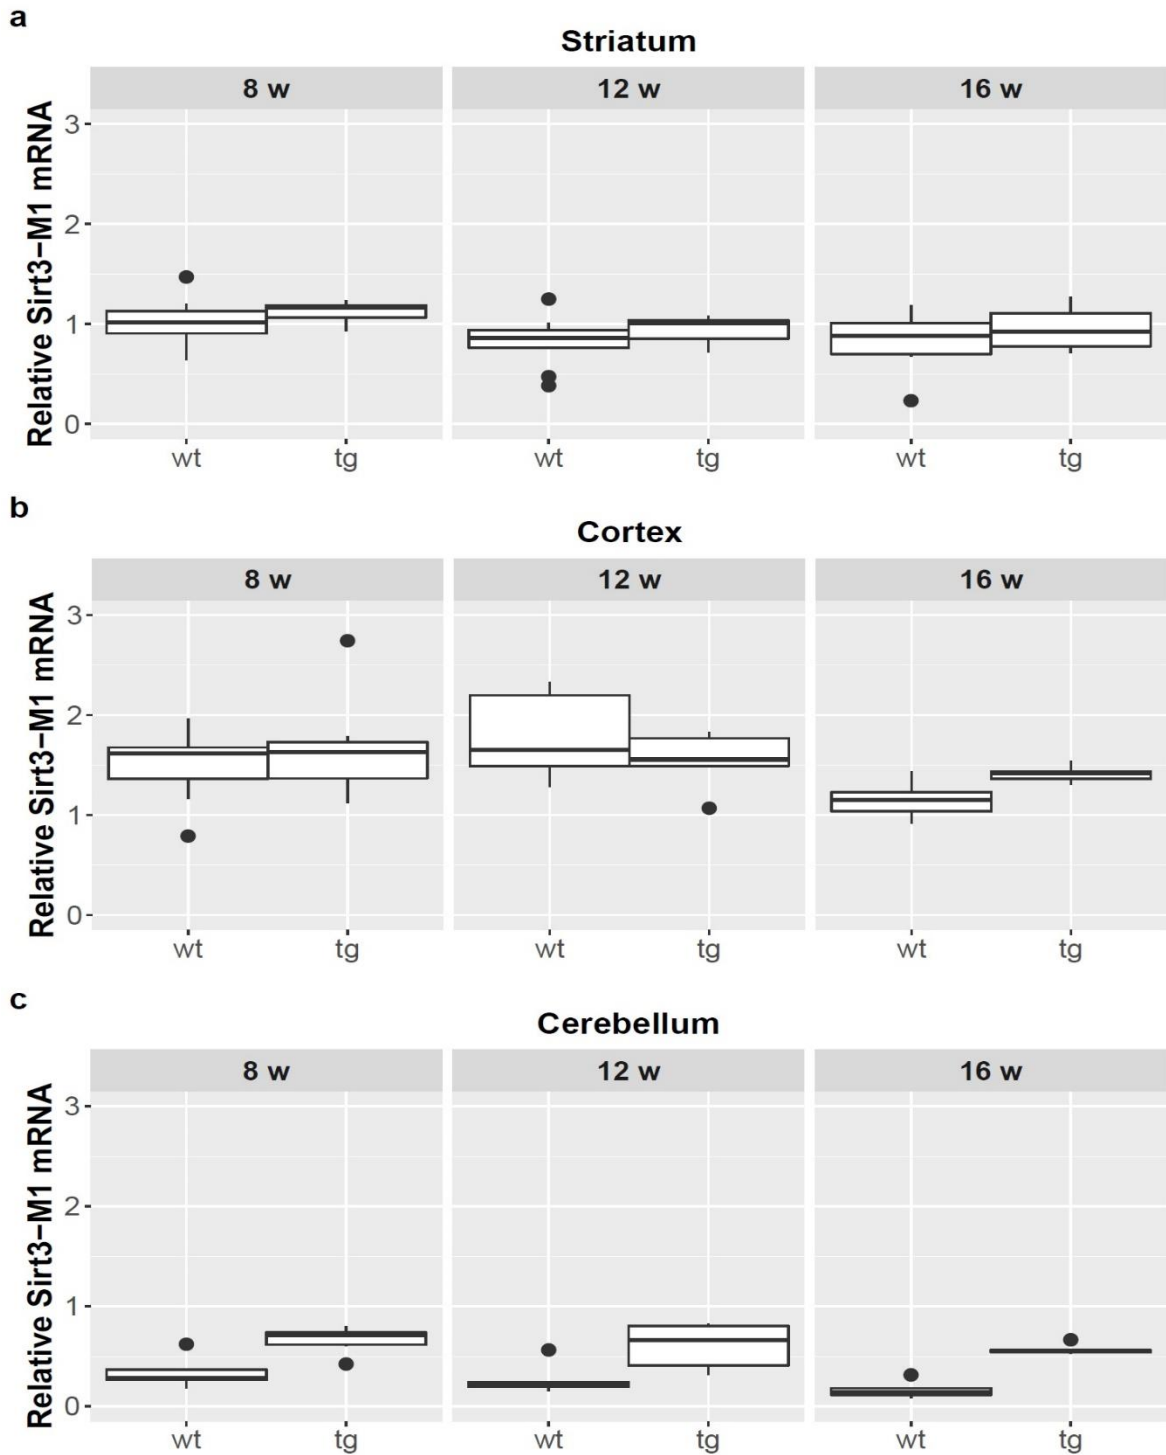 a
Striatum
8 w 12 w 16 w
Relative Sirt3−M1 mRNA
3
2
1
0
wt tg wt tg wt tg
b
Cortex
8 w 12 w 16 w
Relative Sirt3−M1 mRNA
3
2
1
0
wt tg wt tg wt tg
c
Cerebellum
8 w 12 w 16 w
Relative Sirt3−M1 mRNA
3
2
1
0
wt tg wt tg wt tg